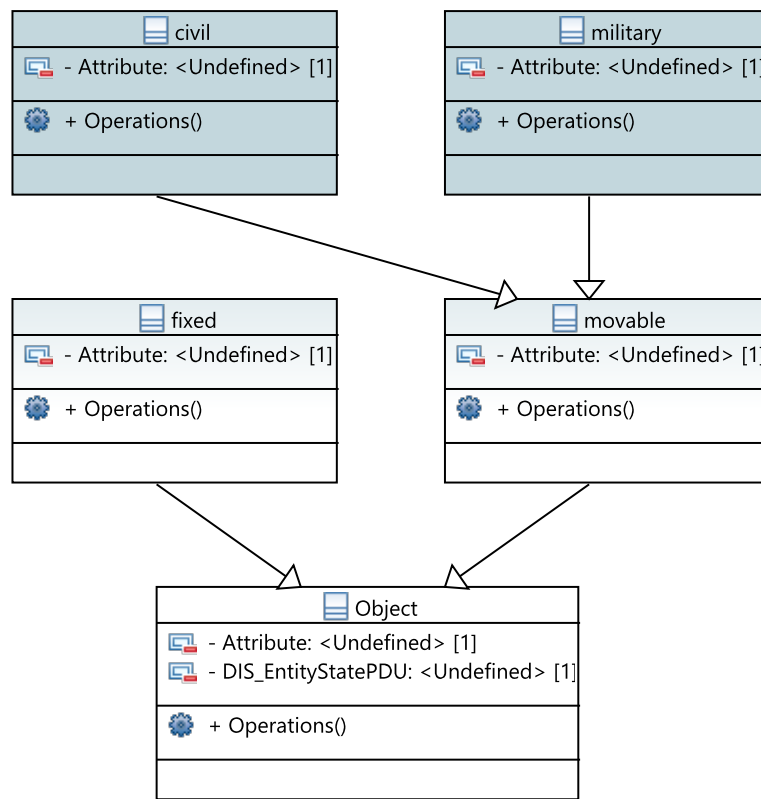 civil
- Attribute: <Undefined> [1]
+ Operations()
military
- Attribute: <Undefined> [1]
+ Operations()
fixed
- Attribute: <Undefined> [1]
+ Operations()
movable
- Attribute: <Undefined> [1]
+ Operations()
Object
- Attribute: <Undefined> [1]
- DIS_EntityStatePDU: <Undefined> [1]
+ Operations()